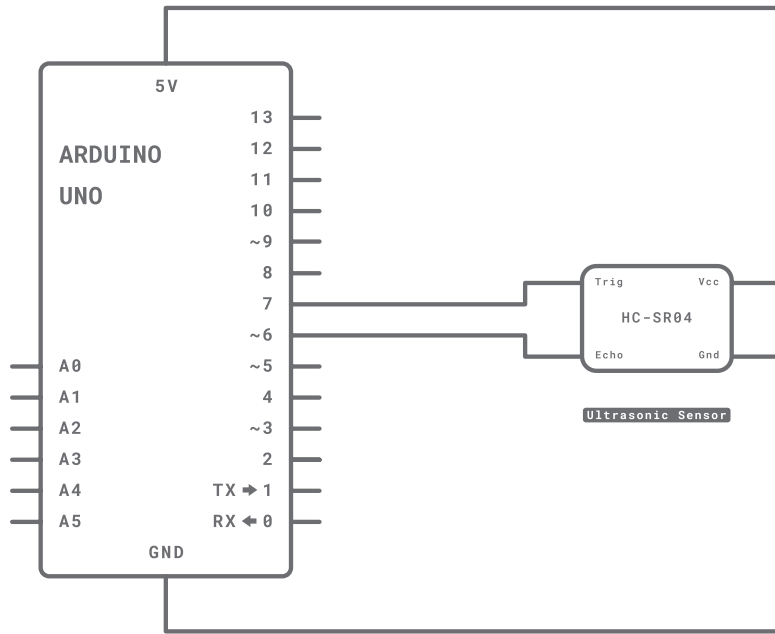 5V
ARDUINO
UNO
13
12
11
10
~9
8
7
~6
~5
4
~3
2
TX 1
RX 0
A0
A1
A2
A3
A4
A5
GND
Trig Vcc
HC-SR04
Echo Gnd
Ultrasonic Sensor